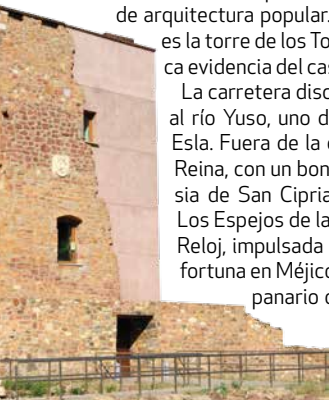 de arquitectura popular.
es la torre de los To
ca evidencia del cas
La carretera disc
al río Yuso, uno d
Esla. Fuera de la
Reina, con un bon
sia de San Cipria
Los Espejos de la
Reloj, impulsada
fortuna en Méjico
panario